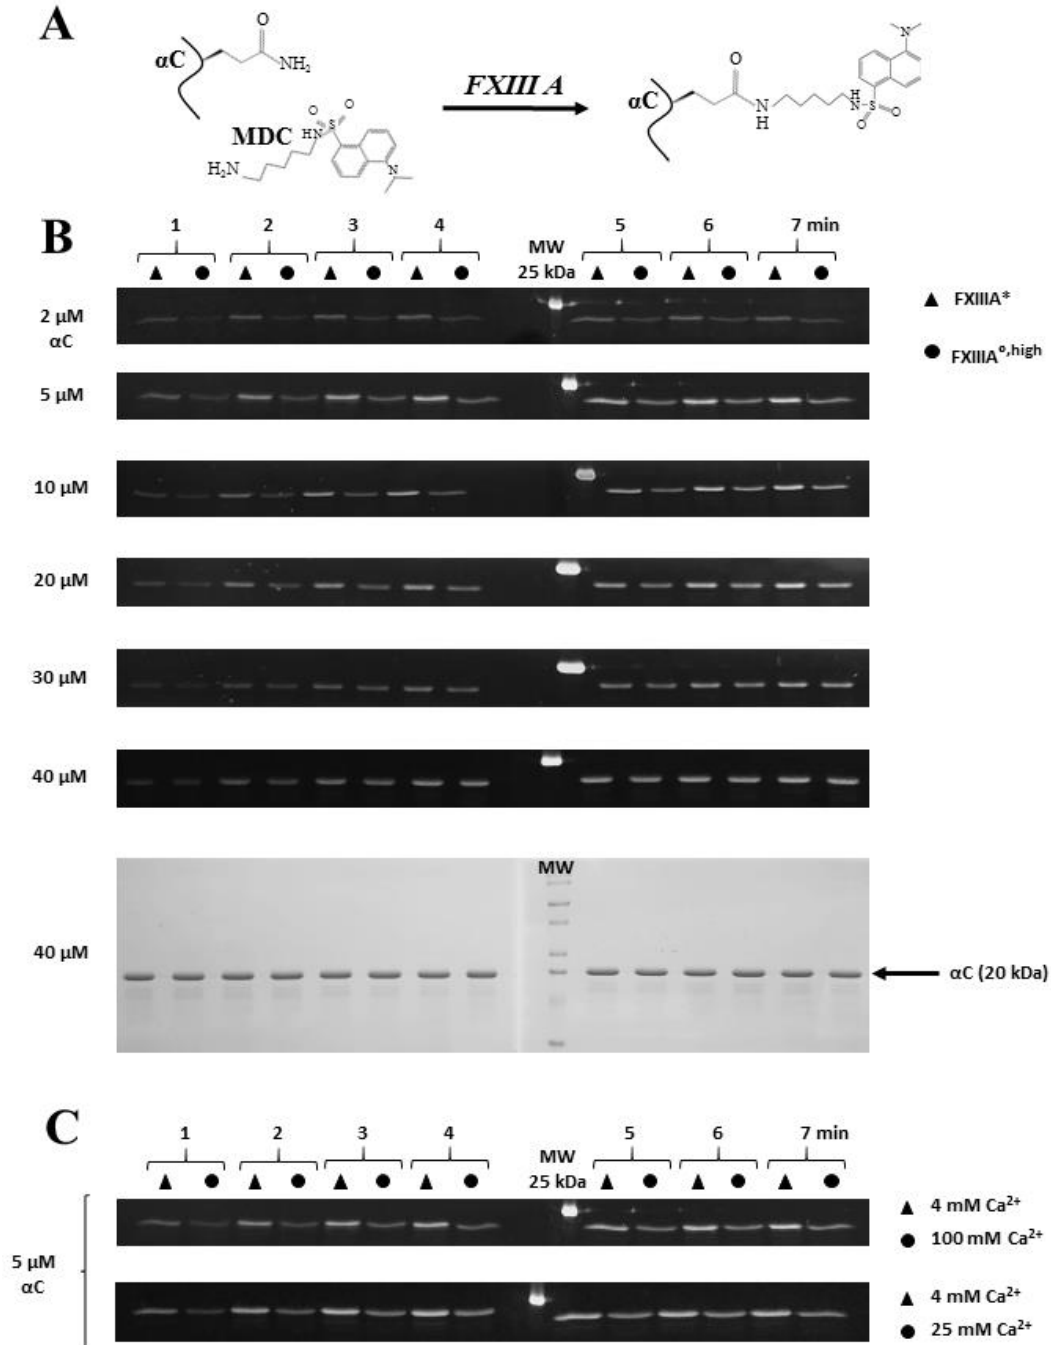 A
O
αC
NH₂
FXIII A
MDC
HN
S
O
O
H₂N
N
αC
O
N
H
H
N
S
O
O
N
B
1 2 3 4 5 6 7 min
MW
25 kDa
2 µM
αC
FXIIIA*
FXIIIAº,high
5 µM
10 µM
20 µM
30 µM
40 µM
MW
40 µM
αC (20 kDa)
C
1 2 3 4 5 6 7 min
MW
25 kDa
4 mM Ca²⁺
100 mM Ca²⁺
5 µM
αC
4 mM Ca²⁺
25 mM Ca²⁺